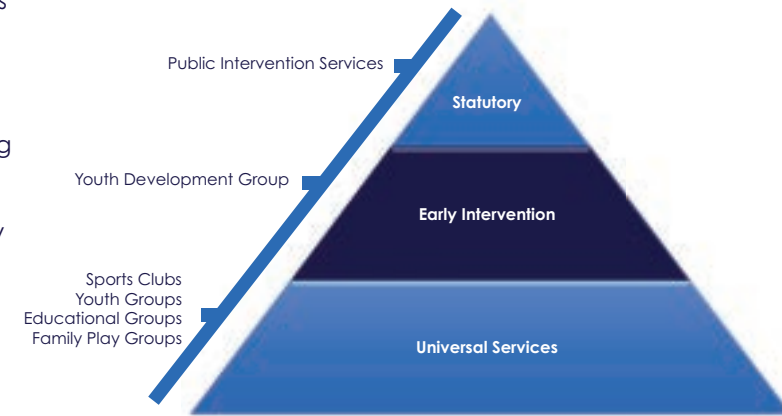 s
Public Intervention Services
Statutory
g
Youth Development Group
Early Intervention
y
Sports Clubs
Youth Groups
Educational Groups
Family Play Groups
Universal Services